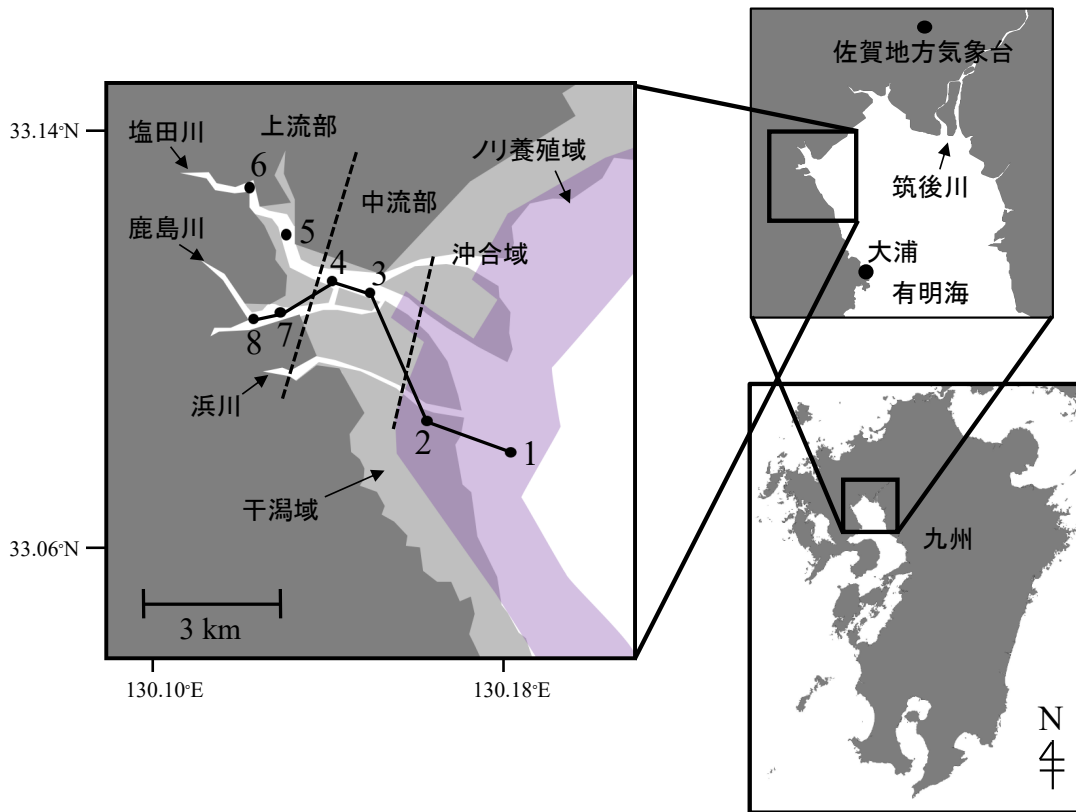 佐賀地方気象台
筑後川
大浦
有明海
33.14°N
塩田川
上流部
ノリ養殖域
6
中流部
鹿島川
5
沖合域
4
3
8
7
浜川
2
1
干潟域
33.06°N
3 km
130.10°E
130.18°E
九州
N